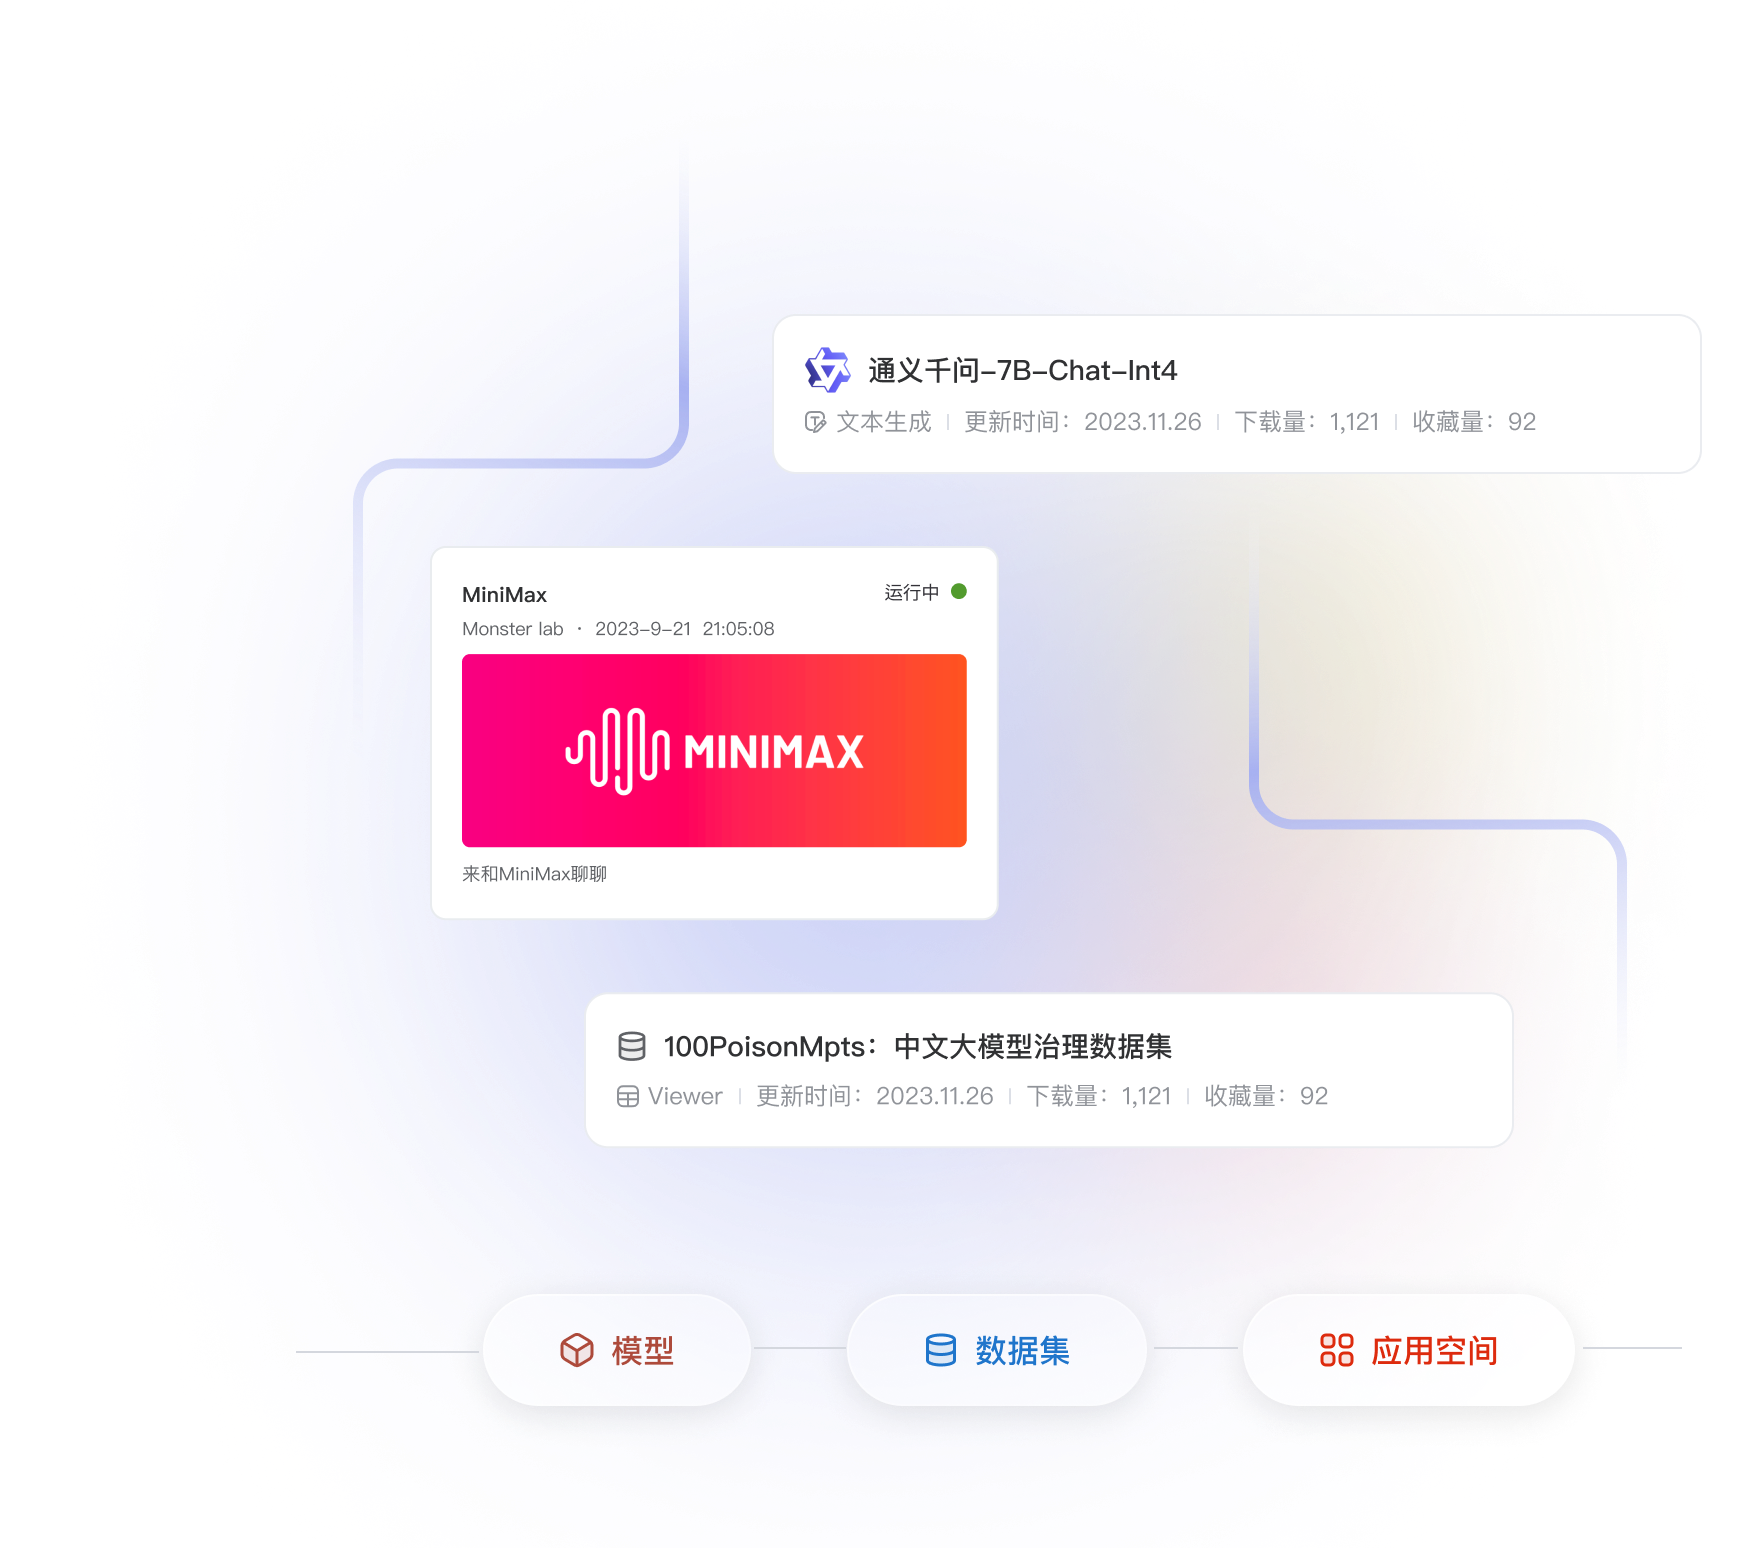 通义千问-7B-Chat-Int4
文本生成 | 更新时间：2023.11.26 | 下载量：1,121 | 收藏量：92
MiniMax 运行中
Monster lab · 2023-9-21 21:05:08
MINIMAX
来和MiniMax聊聊
100PoisonMpts：中文大模型治理数据集
Viewer | 更新时间：2023.11.26 | 下载量：1,121 | 收藏量：92
模型 数据集 应用空间